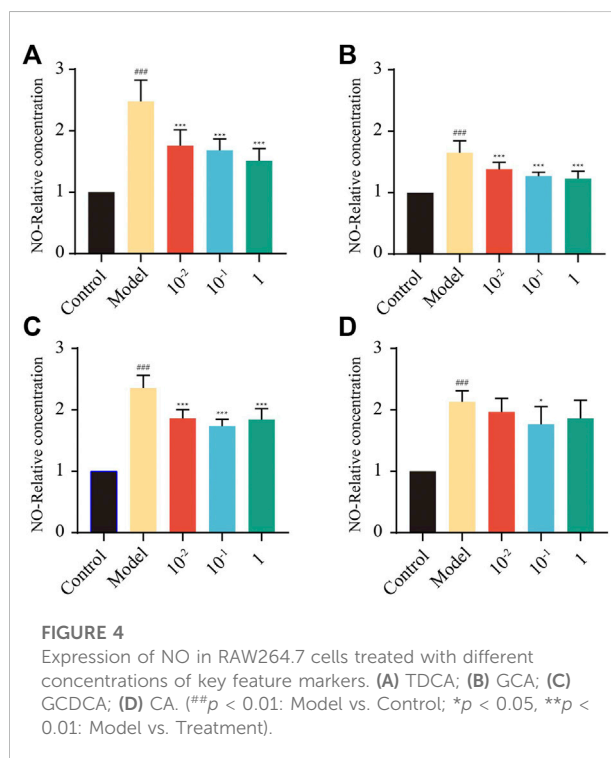 A
B
NO-Relative concentration
3
2
1
0
###
***
***
***
Control
Model
10⁻²
10⁻¹
1
NO-Relative concentration
3
2
1
0
###
***
***
***
Control
Model
10⁻²
10⁻¹
1
C
D
NO-Relative concentration
3
2
1
0
###
***
***
***
Control
Model
10⁻²
10⁻¹
1
NO-Relative concentration
3
2
1
0
###
*
Control
Model
10⁻²
10⁻¹
1
FIGURE 4
Expression of NO in RAW264.7 cells treated with different
concentrations of key feature markers. (A) TDCA; (B) GCA; (C)
GCDCA; (D) CA. (##p < 0.01: Model vs. Control; *p < 0.05, **p <
0.01: Model vs. Treatment).